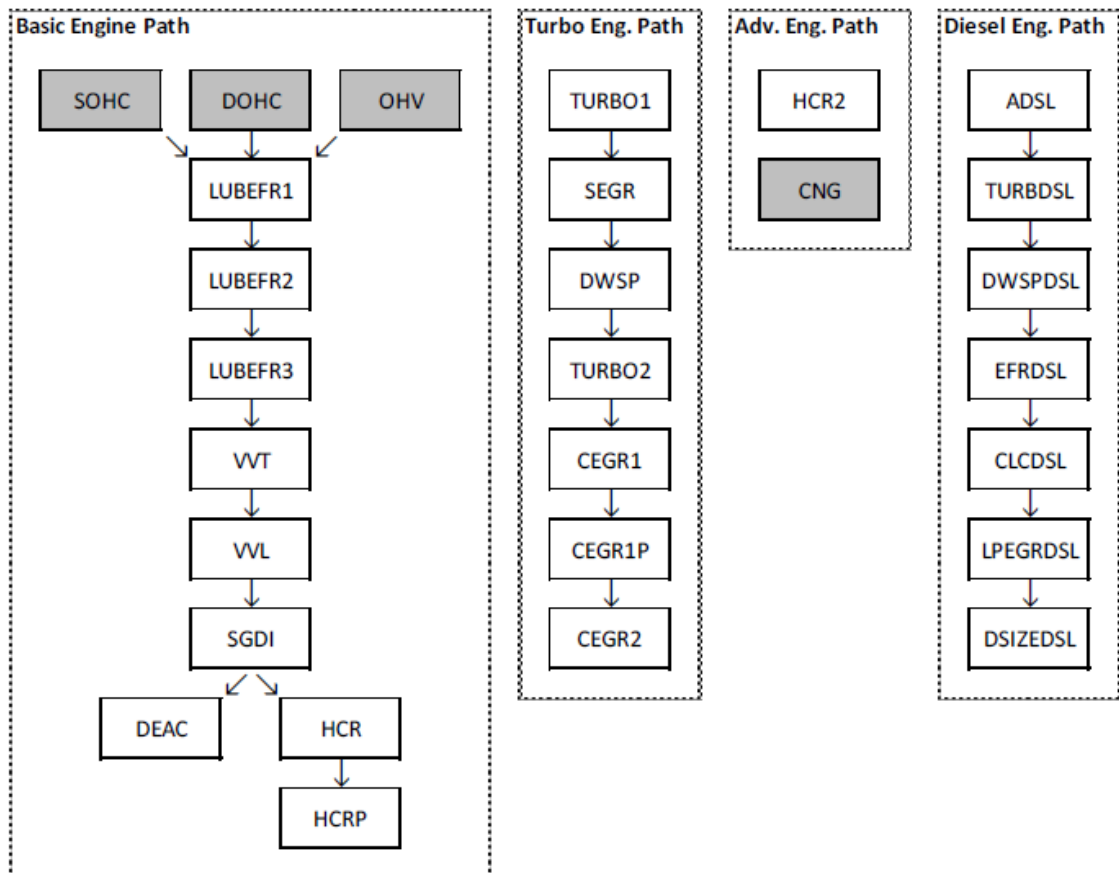 Basic Engine Path
SOHC
DOHC
OHV
LUBEFR1
LUBEFR2
LUBEFR3
VVT
VVL
SGDI
DEAC
HCR
HCRP
Turbo Eng. Path
TURBO1
SEGR
DWSP
TURBO2
CEGR1
CEGR1P
CEGR2
Adv. Eng. Path
HCR2
CNG
Diesel Eng. Path
ADSL
TURBDSL
DWSPDSL
EFRDSL
CLCDSL
LPEGRDSL
DSIZEDSL